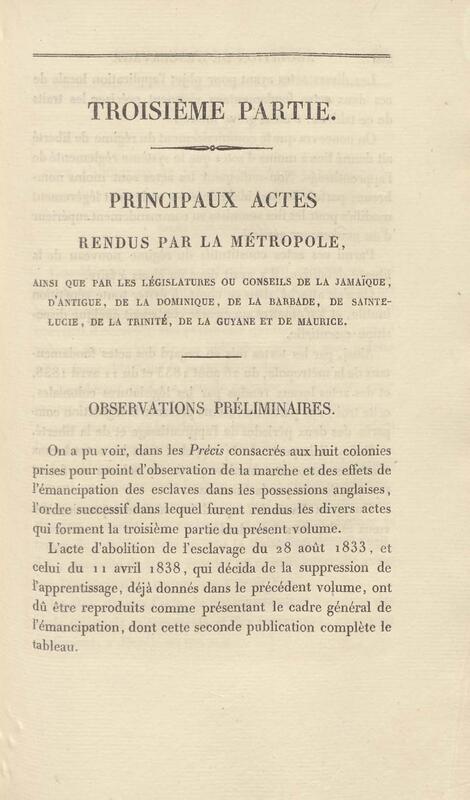 TROISIÈME PARTIE.
PRINCIPAUX ACTES
RENDUS PAR LA MÉTROPOLE,
AINSI QUE PAR LES LÉGISLATURES OU CONSEILS DE LA JAMAÏQUE,
D'ANTIGUE, DE LA DOMINIQUE, DE LA BARBADE, DE SAINTE-
LUCIE, DE LA TRINITÉ, DE LA GUYANE ET DE MAURICE.
OBSERVATIONS PRÉLIMINAIRES.
On a pu voir, dans les Précis consacrés aux huit colonies
prises pour point d'observation de la marche et des effets de
l'émancipation des esclaves dans les possessions anglaises,
l'ordre successif dans lequel furent rendus les divers actes
qui forment la troisième partie du présent volume.
L'acte d'abolition de l'esclavage du 28 août 1833, et
celui du 11 avril 1838, qui décida de la suppression de
l'apprentissage, déjà donnés dans le précédent volume, ont
dû être reproduits comme présentant le cadre général de
l'émancipation, dont cette seconde publication complète le
tableau.